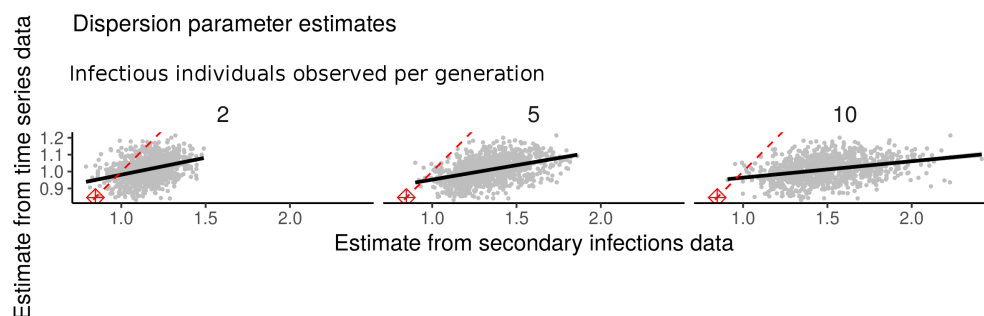 Dispersion parameter estimates
Infectious individuals observed per generation
2 5 10
Estimate from time series data
1.2
1.1
1.0
0.9
1.0 1.5 2.0 1.0 1.5 2.0 1.0 1.5 2.0
Estimate from secondary infections data